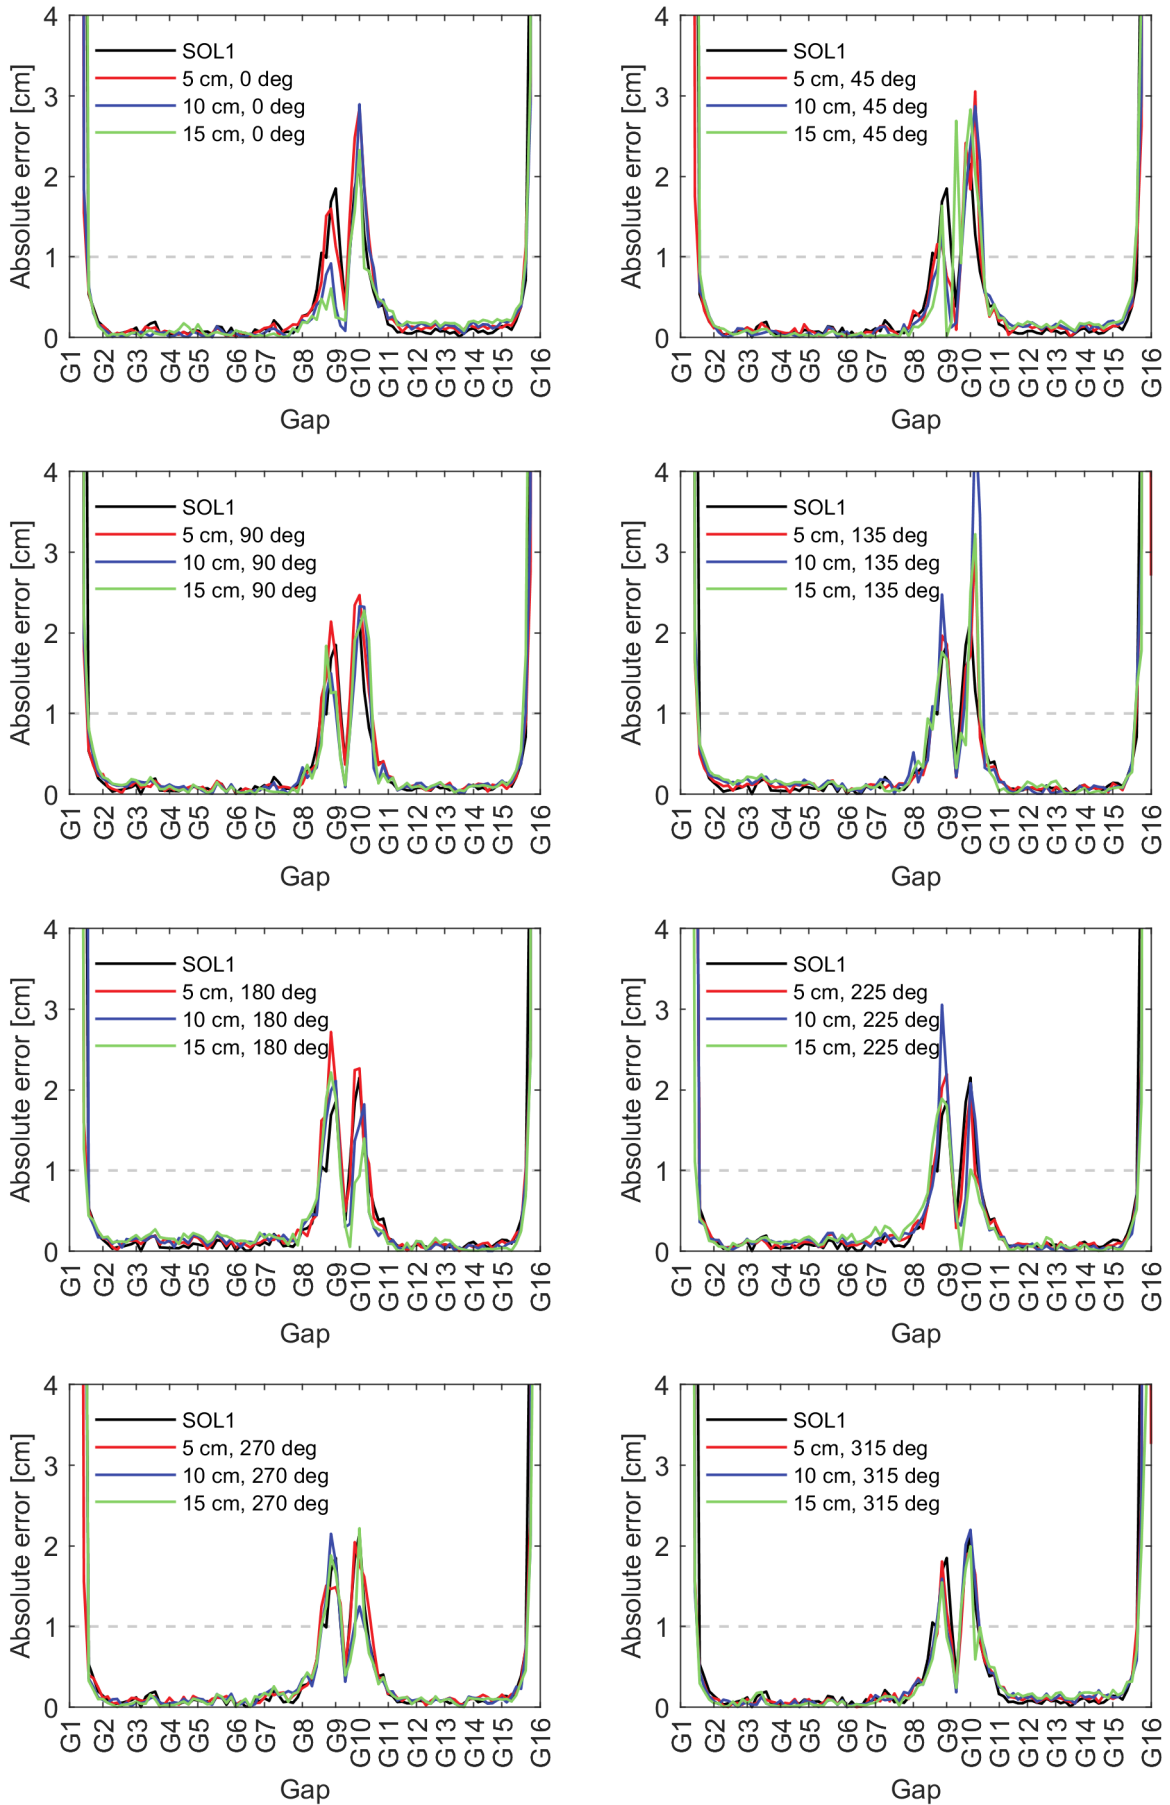 Absolute error [cm]
4
3
2
1
0
SOL1
5 cm, 0 deg
10 cm, 0 deg
15 cm, 0 deg
G1 G2 G3 G4 G5 G6 G7 G8 G9 G10 G11 G12 G13 G14 G15 G16
Gap
Absolute error [cm]
4
3
2
1
0
SOL1
5 cm, 45 deg
10 cm, 45 deg
15 cm, 45 deg
G1 G2 G3 G4 G5 G6 G7 G8 G9 G10 G11 G12 G13 G14 G15 G16
Gap
Absolute error [cm]
4
3
2
1
0
SOL1
5 cm, 90 deg
10 cm, 90 deg
15 cm, 90 deg
G1 G2 G3 G4 G5 G6 G7 G8 G9 G10 G11 G12 G13 G14 G15 G16
Gap
Absolute error [cm]
4
3
2
1
0
SOL1
5 cm, 135 deg
10 cm, 135 deg
15 cm, 135 deg
G1 G2 G3 G4 G5 G6 G7 G8 G9 G10 G11 G12 G13 G14 G15 G16
Gap
Absolute error [cm]
4
3
2
1
0
SOL1
5 cm, 180 deg
10 cm, 180 deg
15 cm, 180 deg
G1 G2 G3 G4 G5 G6 G7 G8 G9 G10 G11 G12 G13 G14 G15 G16
Gap
Absolute error [cm]
4
3
2
1
0
SOL1
5 cm, 225 deg
10 cm, 225 deg
15 cm, 225 deg
G1 G2 G3 G4 G5 G6 G7 G8 G9 G10 G11 G12 G13 G14 G15 G16
Gap
Absolute error [cm]
4
3
2
1
0
SOL1
5 cm, 270 deg
10 cm, 270 deg
15 cm, 270 deg
G1 G2 G3 G4 G5 G6 G7 G8 G9 G10 G11 G12 G13 G14 G15 G16
Gap
Absolute error [cm]
4
3
2
1
0
SOL1
5 cm, 315 deg
10 cm, 315 deg
15 cm, 315 deg
G1 G2 G3 G4 G5 G6 G7 G8 G9 G10 G11 G12 G13 G14 G15 G16
Gap